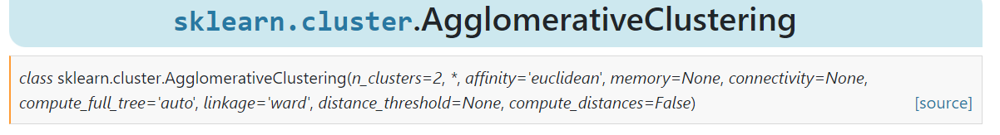 sklearn.cluster.AgglomerativeClustering
class sklearn.cluster.AgglomerativeClustering(n_clusters=2, *, affinity='euclidean', memory=None, connectivity=None,
compute_full_tree='auto', linkage='ward', distance_threshold=None, compute_distances=False) [source]